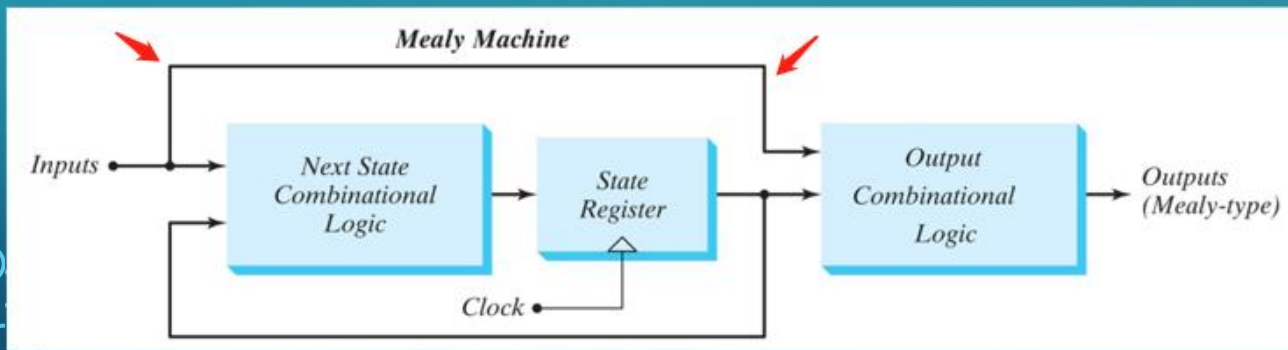 Mealy Machine
Inputs
Next State
Combinational
Logic
State
Register
Output
Combinational
Logic
Outputs
(Mealy-type)
Clock